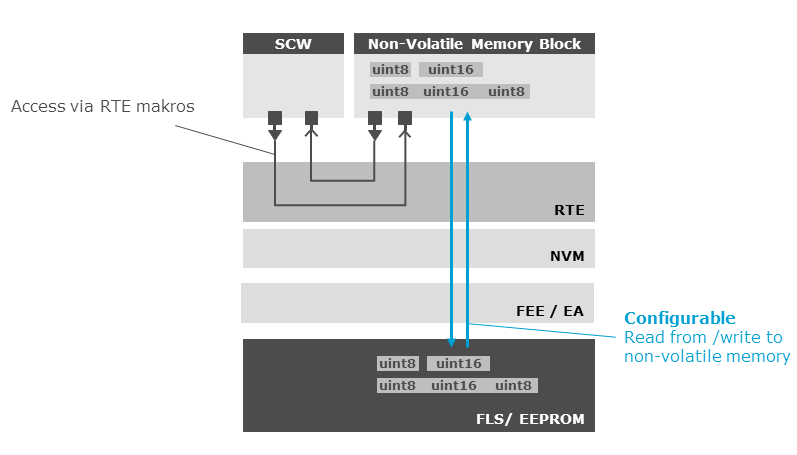 SCW
Non-Volatile Memory Block
uint8 uint16
uint8 uint16 uint8
Access via RTE makros
RTE
NVM
FEE / EA
Configurable
Read from /write to
non-volatile memory
uint8 uint16
uint8 uint16 uint8
FLS/ EEPROM